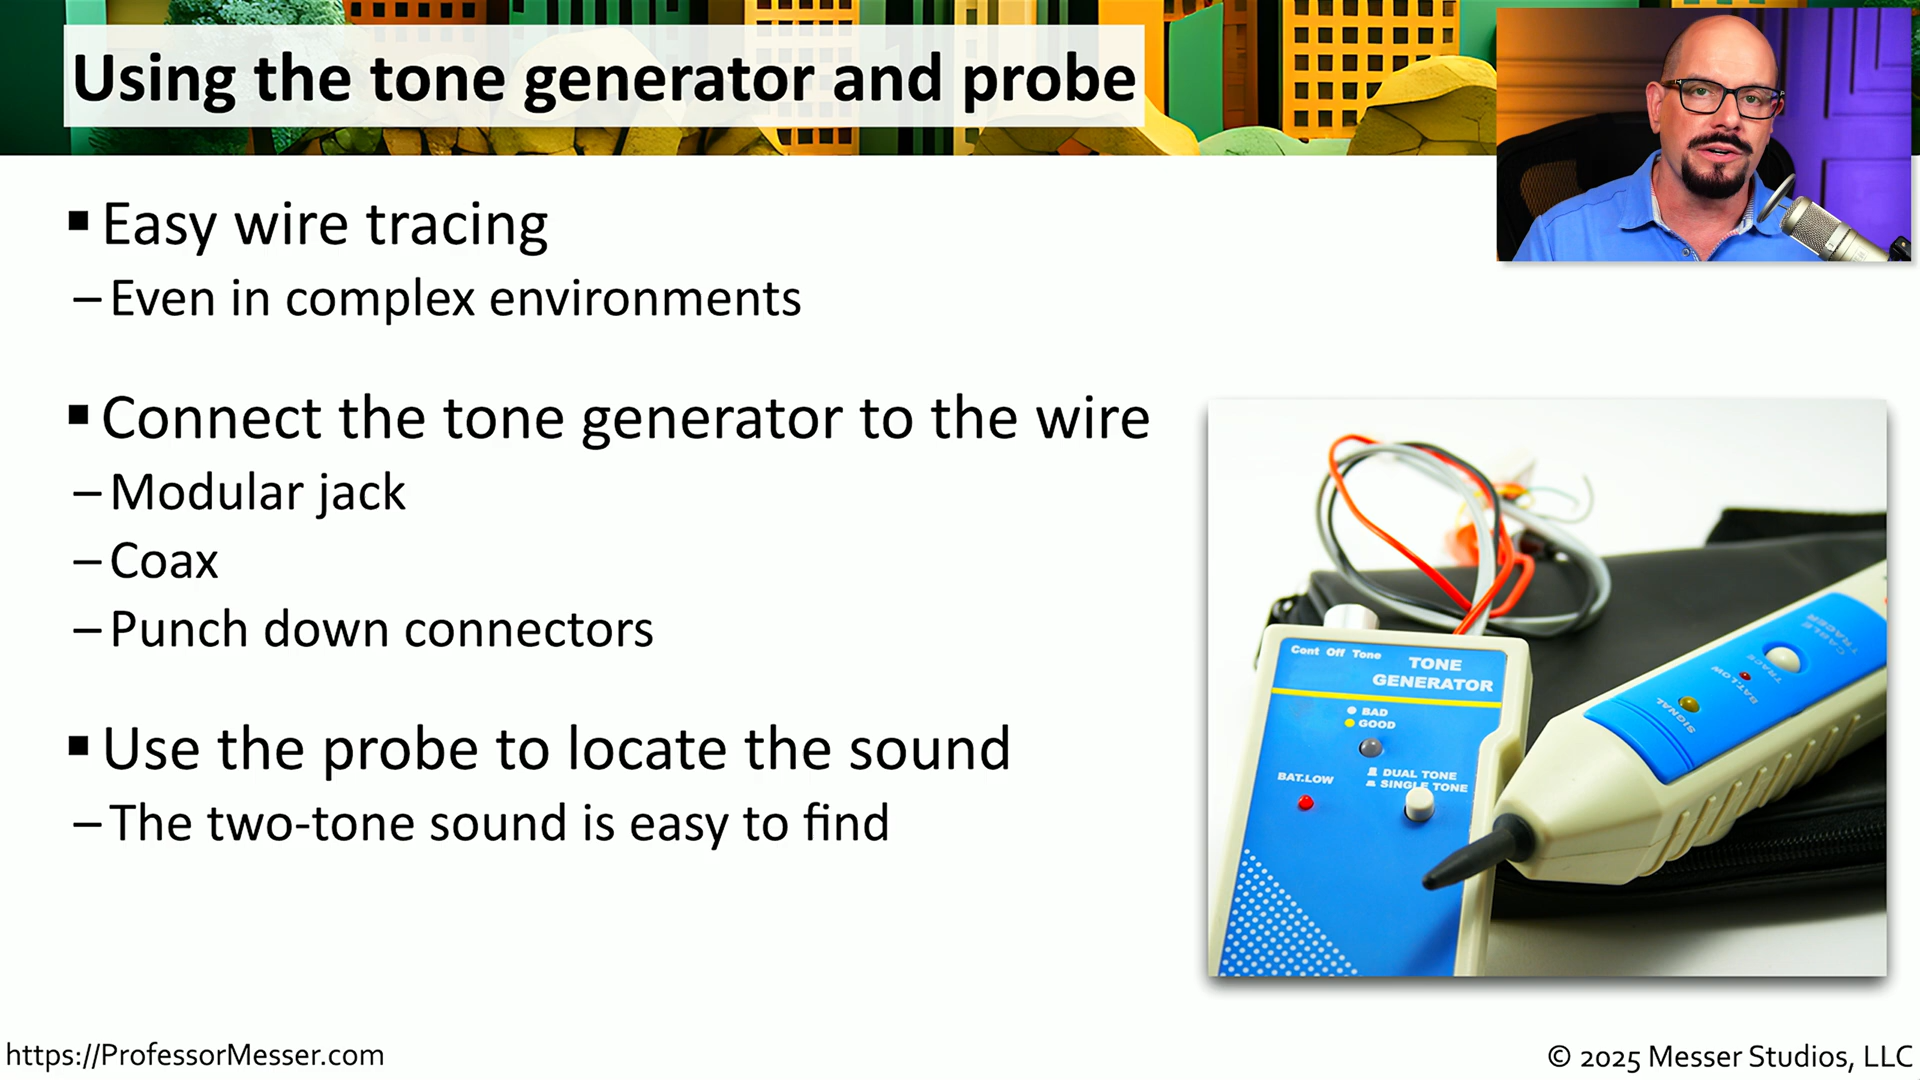 Using the tone generator and probe
▪ Easy wire tracing
– Even in complex environments
▪ Connect the tone generator to the wire
– Modular jack
– Coax
– Punch down connectors
▪ Use the probe to locate the sound
– The two-tone sound is easy to find
Cont Off Tone
TONE
GENERATOR
BAD
GOOD
BAT.LOW
DUAL TONE
SINGLE TONE
CABLE
TRACER
TRACE
BAT.LOW
SIGNAL
https://ProfessorMesser.com
© 2025 Messer Studios, LLC